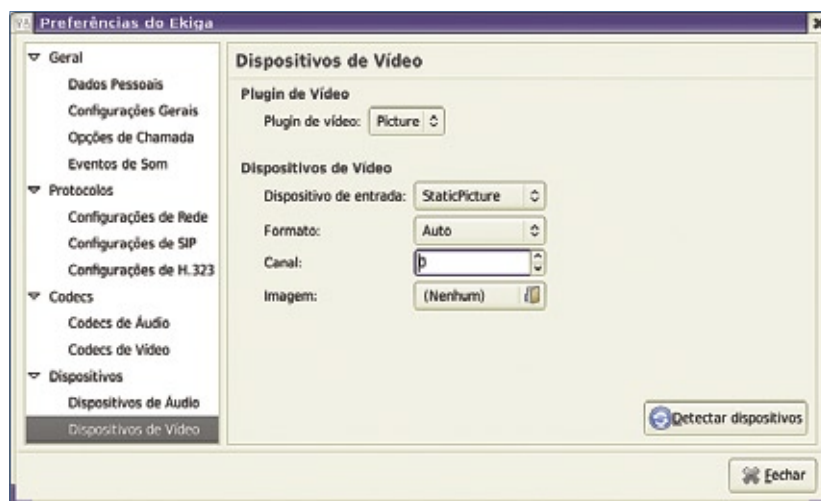 Preferências do Ekiga
Geral
Dados Pessoais
Configurações Gerais
Opções de Chamada
Eventos de Som
Protocolos
Configurações de Rede
Configurações de SIP
Configurações de H.323
Codecs
Codecs de Áudio
Codecs de Vídeo
Dispositivos
Dispositivos de Áudio
Dispositivos de Vídeo
Dispositivos de Vídeo
Plugin de Vídeo
Plugin de vídeo: Picture
Dispositivos de Vídeo
Dispositivo de entrada: StaticPicture
Formato: Auto
Canal: 0
Imagem: (Nenhum)
Detectar dispositivos
Fechar